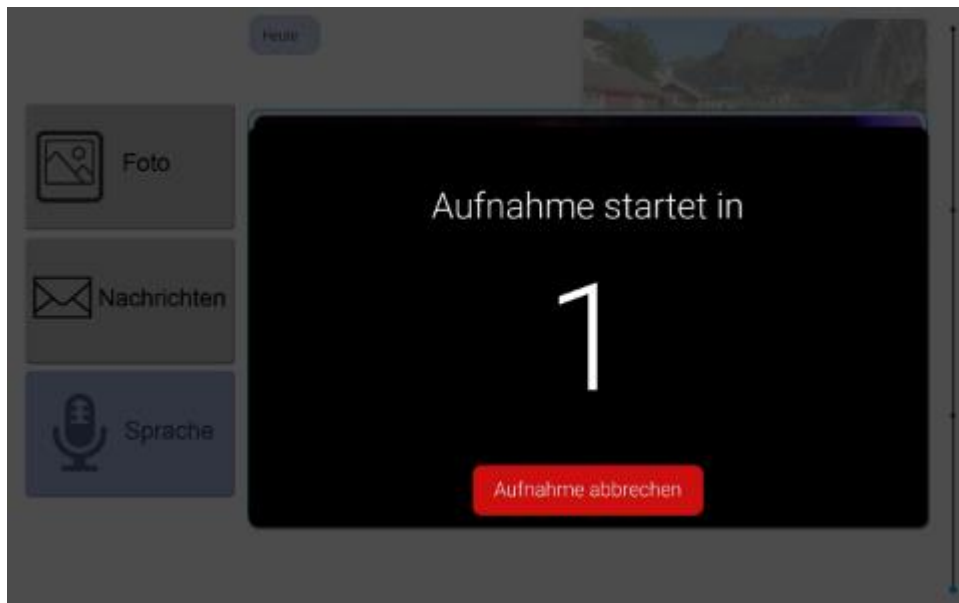 Heute
Foto
Aufnahme startet in
Nachrichten
1
Sprache
Aufnahme abbrechen